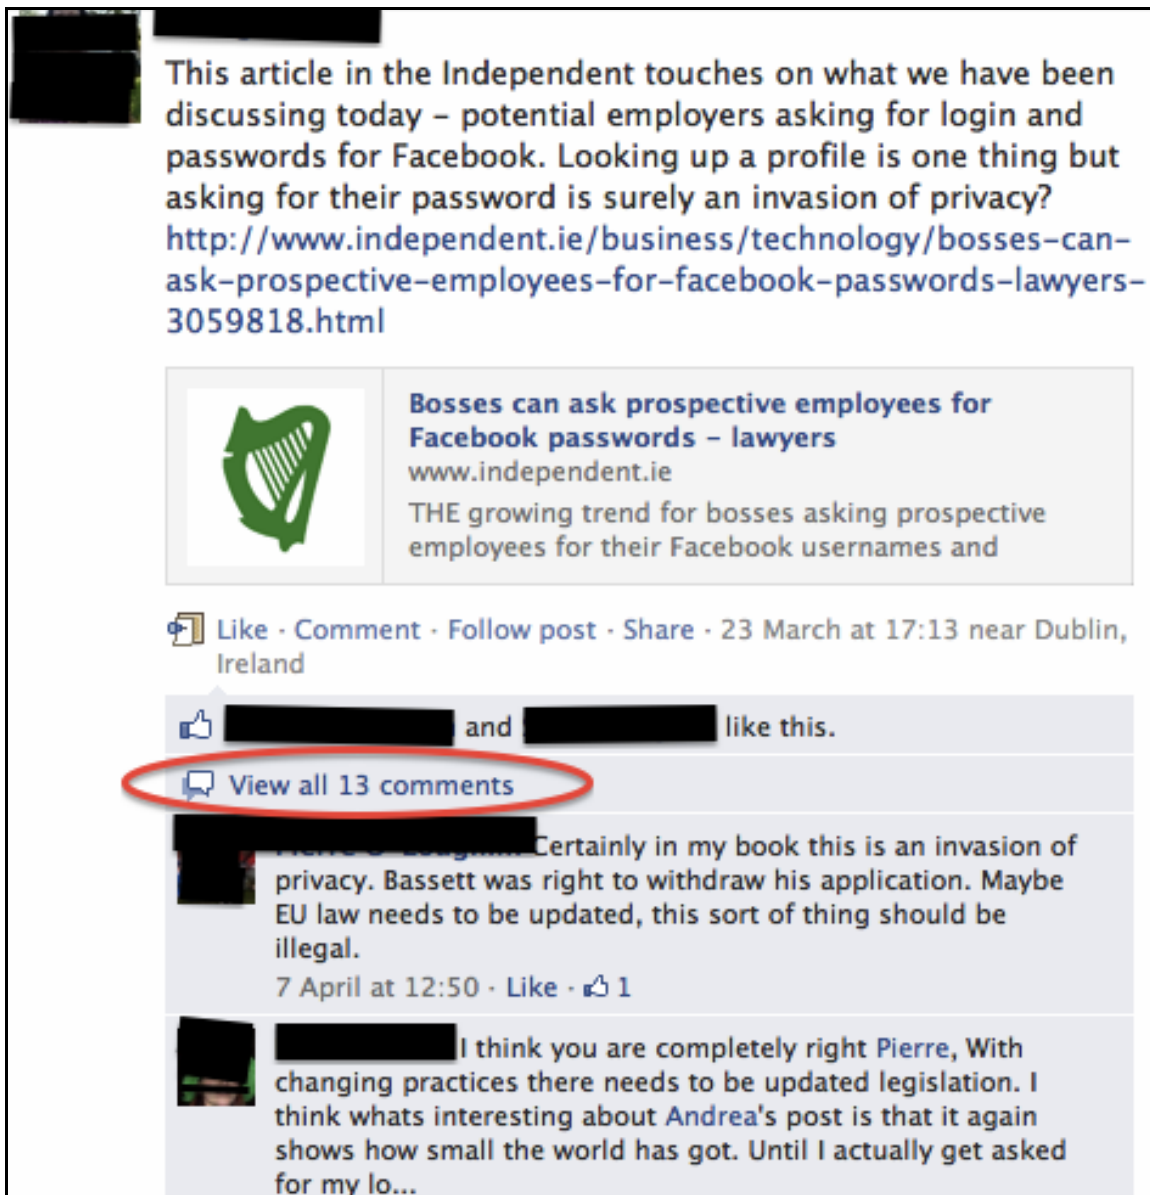 This article in the Independent touches on what we have been
discussing today – potential employers asking for login and
passwords for Facebook. Looking up a profile is one thing but
asking for their password is surely an invasion of privacy?
http://www.independent.ie/business/technology/bosses-can-
ask-prospective-employees-for-facebook-passwords-lawyers-
3059818.html
Bosses can ask prospective employees for
Facebook passwords – lawyers
www.independent.ie
THE growing trend for bosses asking prospective
employees for their Facebook usernames and
Like · Comment · Follow post · Share · 23 March at 17:13 near Dublin,
Ireland
and like this.
View all 13 comments
Certainly in my book this is an invasion of
privacy. Bassett was right to withdraw his application. Maybe
EU law needs to be updated, this sort of thing should be
illegal.
7 April at 12:50 · Like · 1
I think you are completely right Pierre, With
changing practices there needs to be updated legislation. I
think whats interesting about Andrea's post is that it again
shows how small the world has got. Until I actually get asked
for my lo...